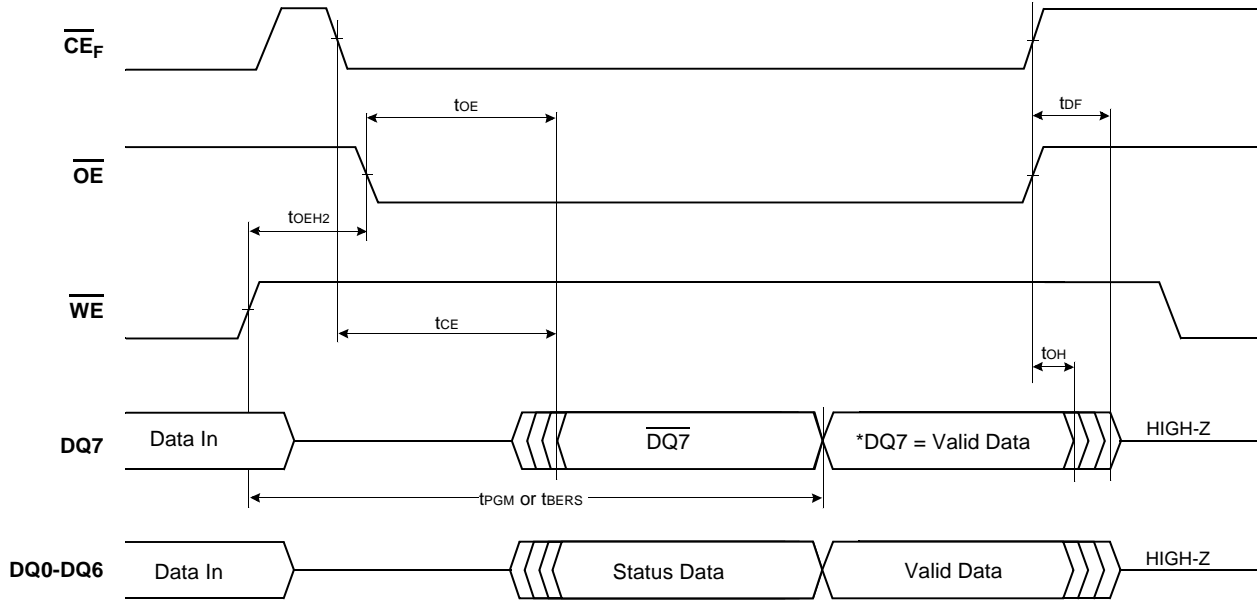 CEF
tOE
tDF
OE
tOEH2
WE
tCE
tOH
DQ7
Data In
DQ7
*DQ7 = Valid Data
HIGH-Z
tPGM or tBERS
DQ0-DQ6
Data In
Status Data
Valid Data
HIGH-Z